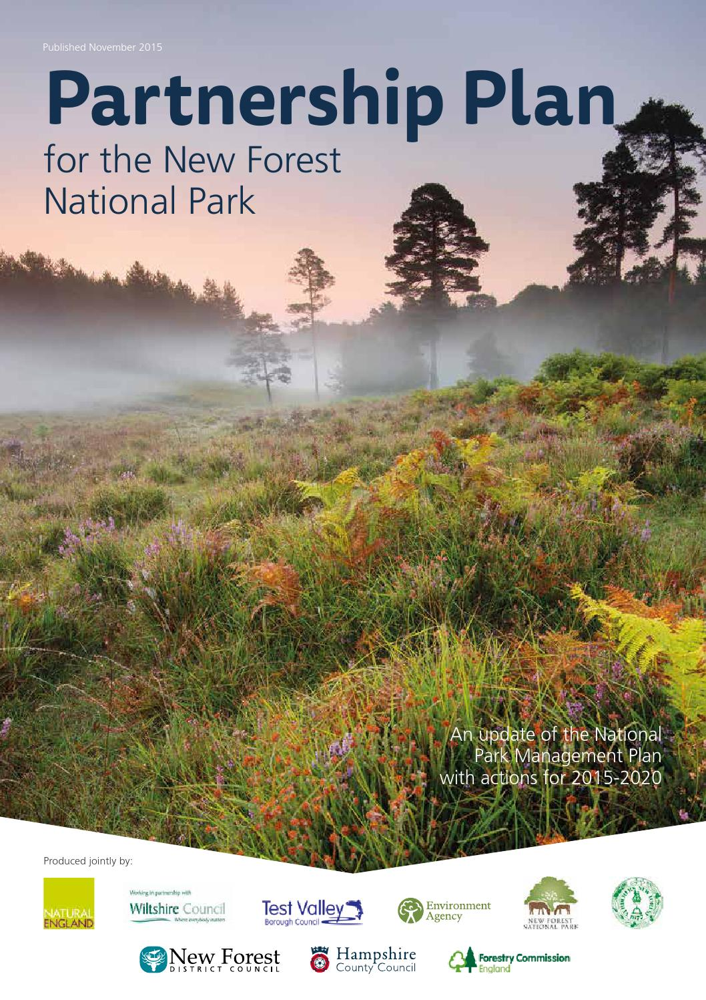 Published November 2015
Partnership Plan
for the New Forest
National Park
An update of the National
Park Management Plan
with actions for 2015-2020
Produced jointly by:
NATURAL
ENGLAND
Working in partnership with
Wiltshire Council
Where everybody matters
Test Valley
Borough Council
Environment
Agency
NEW FOREST
NATIONAL PARK
New Forest
DISTRICT COUNCIL
Hampshire
County Council
Forestry Commission
England